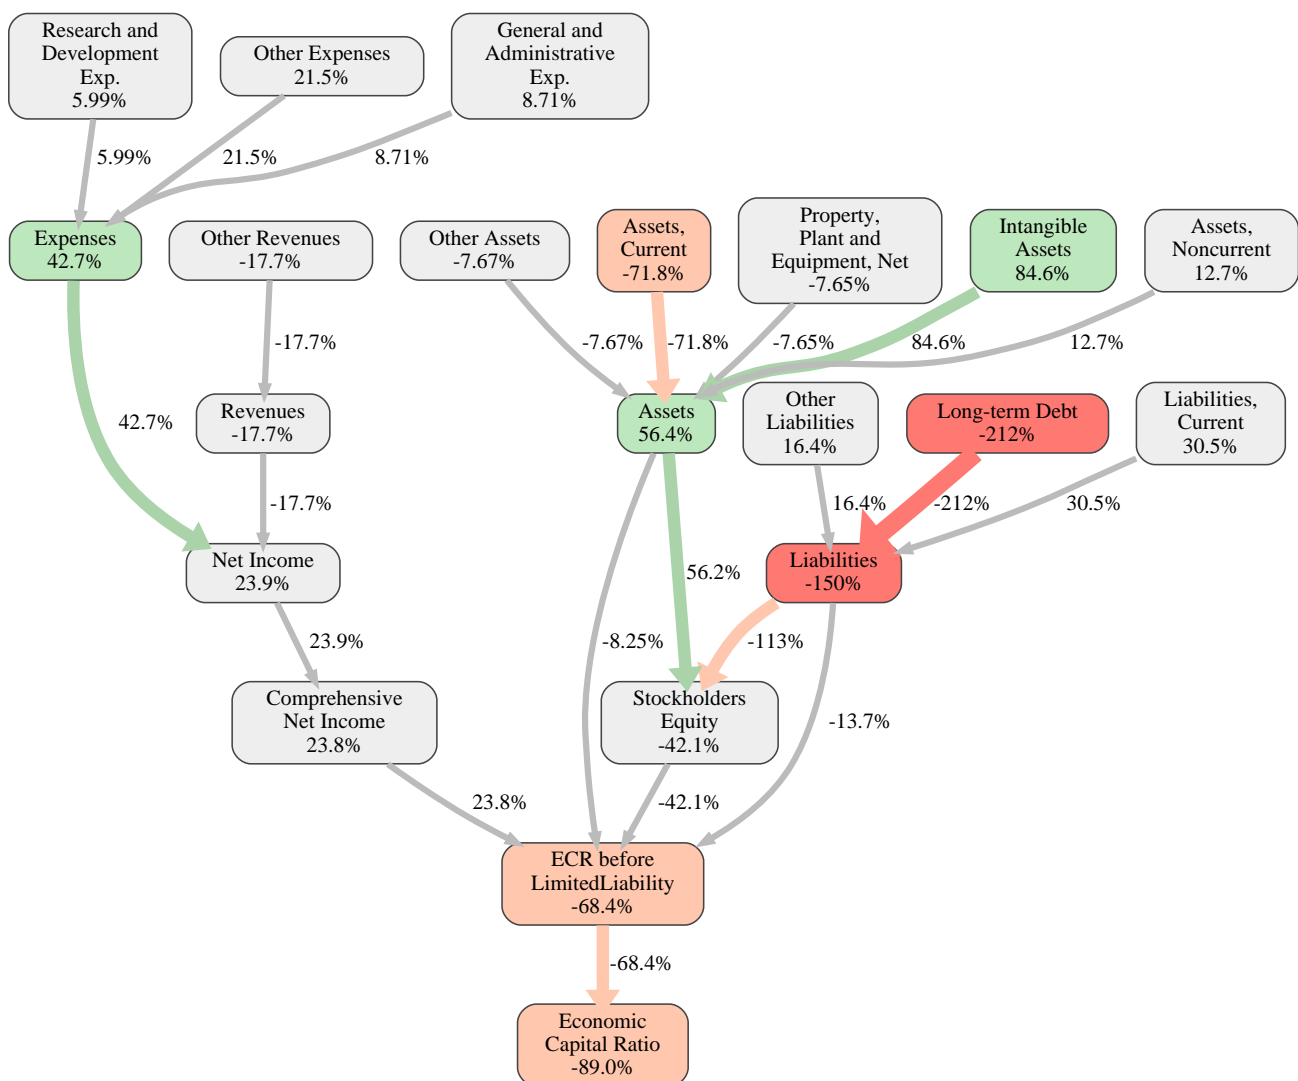 Research and
Development
Exp.
5.99%
Other Expenses
21.5%
General and
Administrative
Exp.
8.71%
5.99%
21.5%
8.71%
Expenses
42.7%
Other Revenues
-17.7%
Other Assets
-7.67%
Assets,
Current
-71.8%
Property,
Plant and
Equipment, Net
-7.65%
Intangible
Assets
84.6%
Assets,
Noncurrent
12.7%
-17.7%
-7.67%
-71.8%
-7.65%
84.6%
12.7%
42.7%
Revenues
-17.7%
Assets
56.4%
Other
Liabilities
16.4%
Long-term Debt
-212%
Liabilities,
Current
30.5%
-17.7%
16.4%
-212%
30.5%
Net Income
23.9%
56.2%
Liabilities
-150%
23.9%
-8.25%
-113%
Comprehensive
Net Income
23.8%
Stockholders
Equity
-42.1%
-13.7%
23.8%
-42.1%
ECR before
LimitedLiability
-68.4%
-68.4%
Economic
Capital Ratio
-89.0%